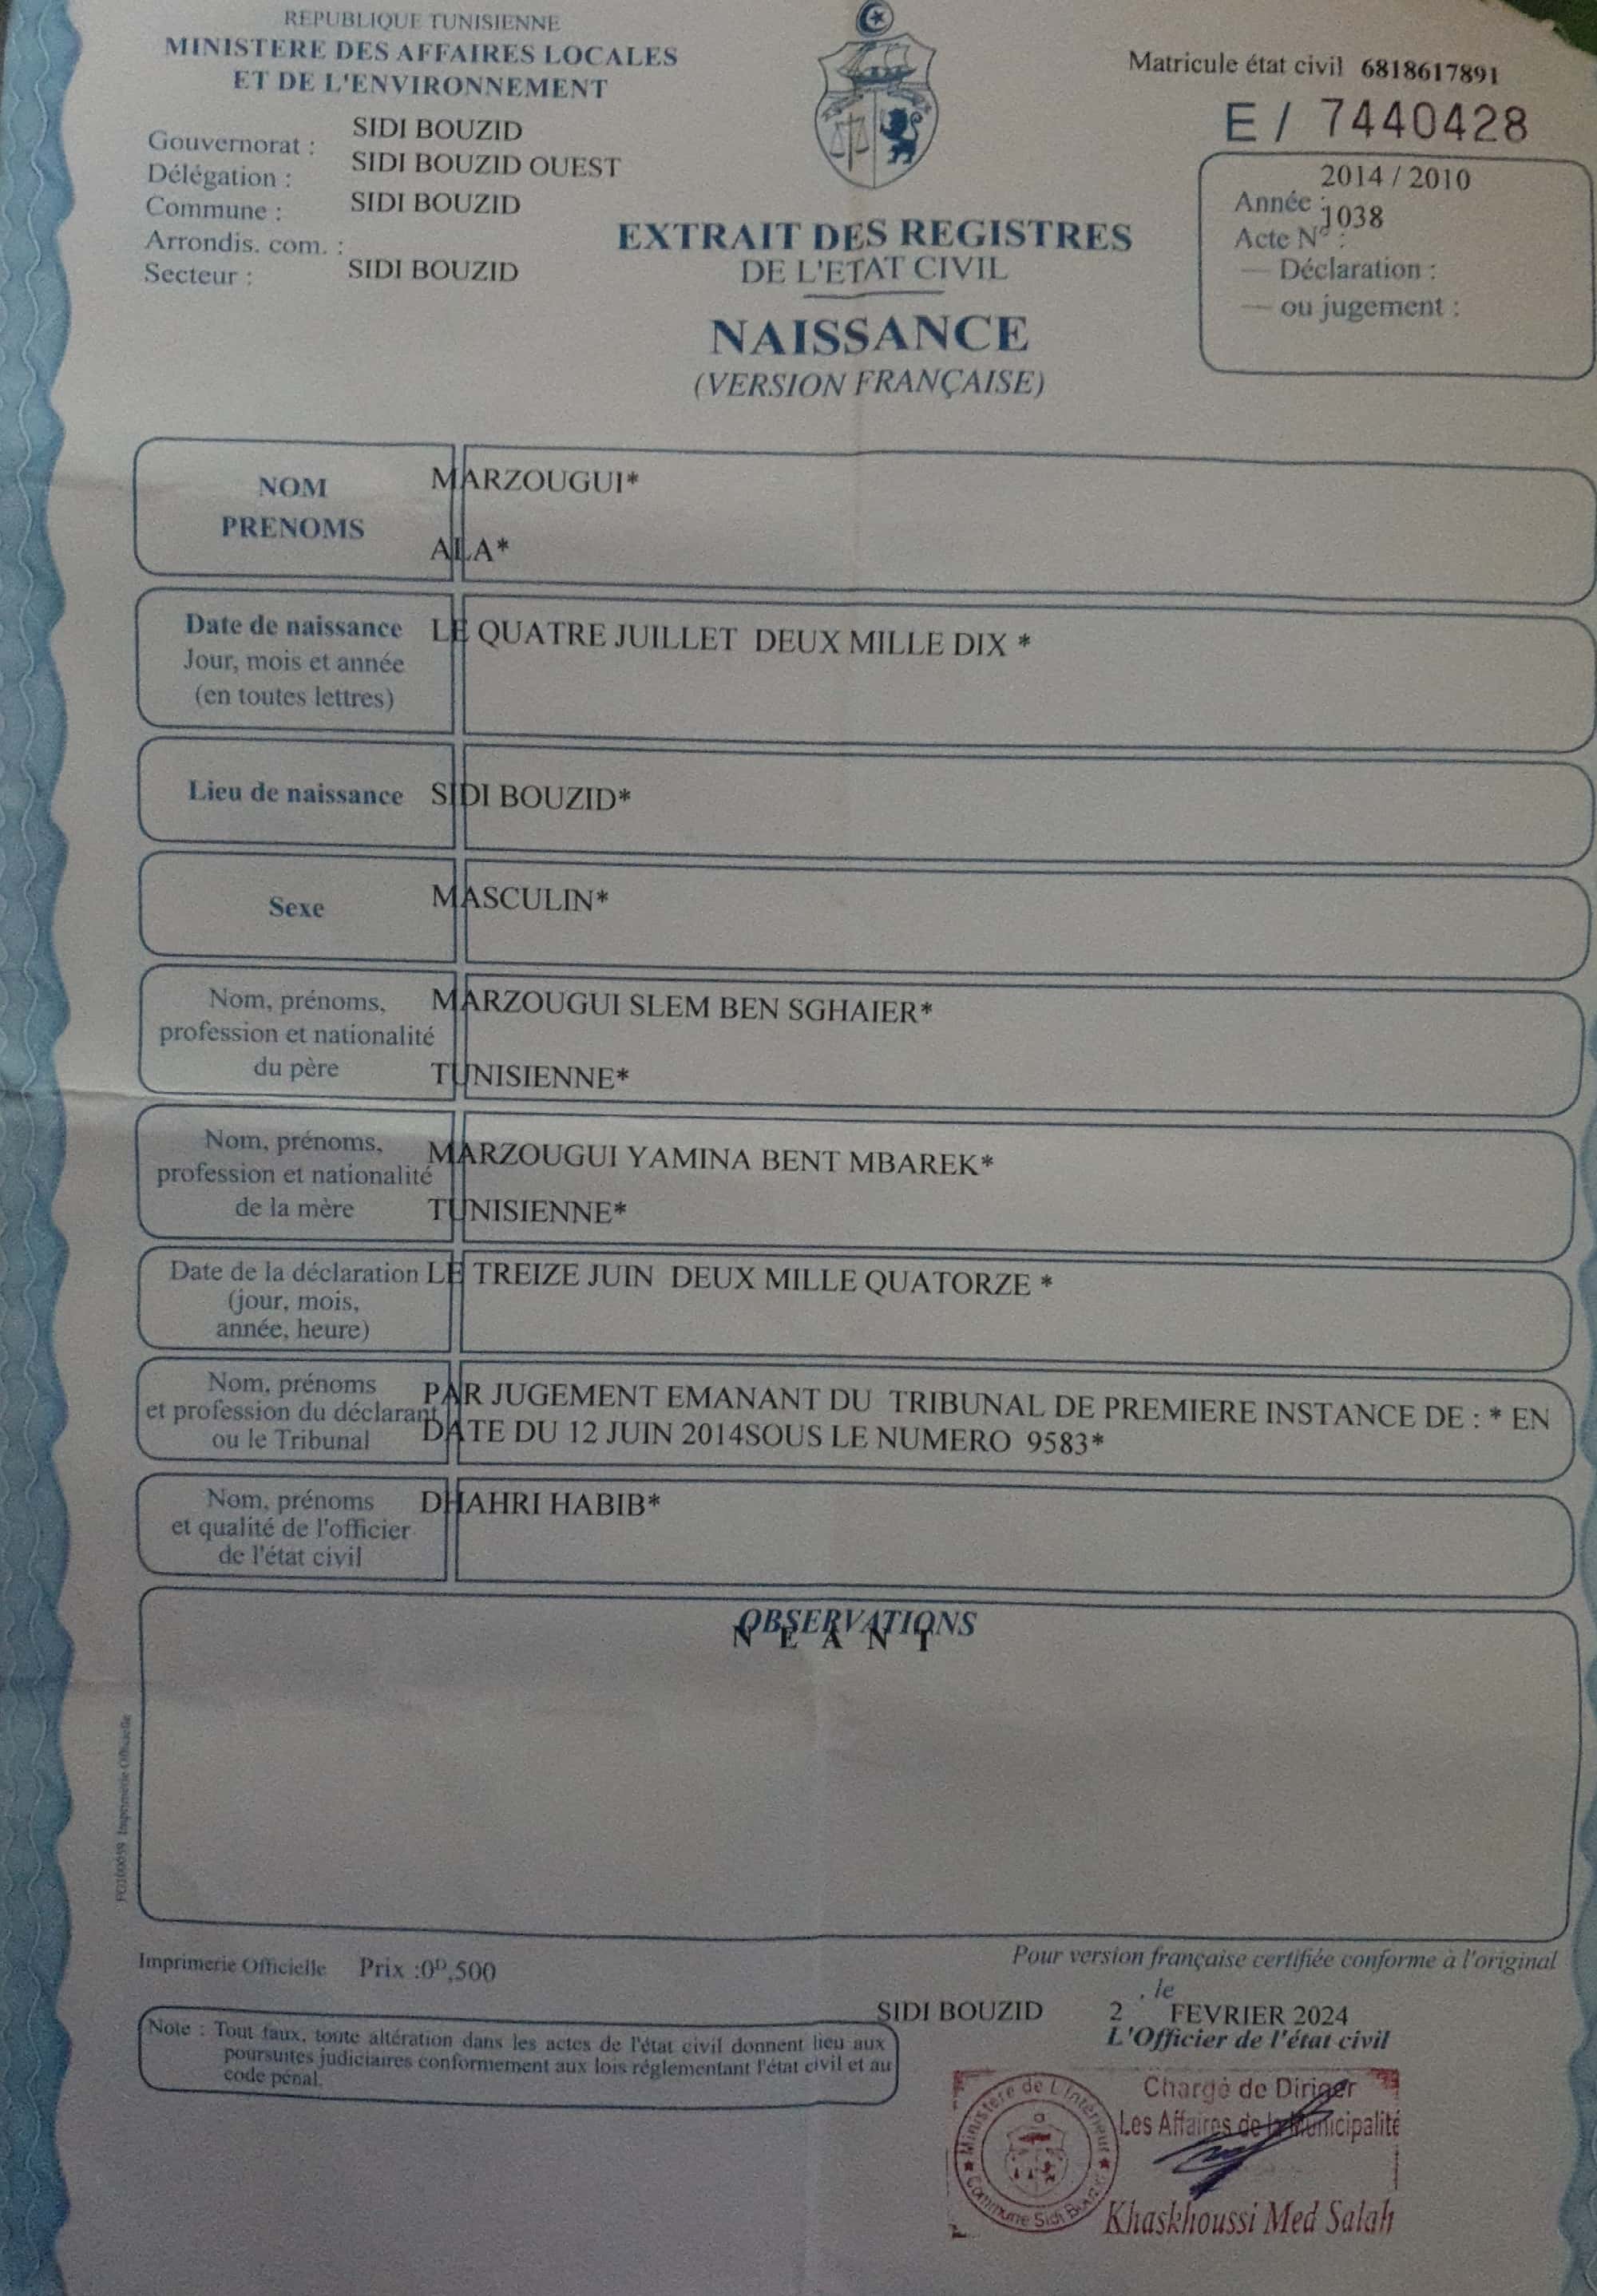 REPUBLIQUE TUNISIENNE
MINISTERE DES AFFAIRES LOCALES
ET DE L'ENVIRONNEMENT
Gouvernorat : SIDI BOUZID
Délégation : SIDI BOUZID OUEST
Commune : SIDI BOUZID
Arrondis. com. :
Secteur : SIDI BOUZID
Matricule état civil 6818617891
E / 7440428
2014 / 2010
Année :
1038
Acte N° :
— Déclaration :
— ou jugement :
EXTRAIT DES REGISTRES
DE L'ETAT CIVIL
NAISSANCE
(VERSION FRANÇAISE)
NOM MARZOUGUI*
PRENOMS
ALA*
Date de naissance LE QUATRE JUILLET DEUX MILLE DIX *
Jour, mois et année
(en toutes lettres)
Lieu de naissance SIDI BOUZID*
Sexe MASCULIN*
Nom, prénoms, MARZOUGUI SLEM BEN SGHAIER*
profession et nationalité
du père TUNISIENNE*
Nom, prénoms, MARZOUGUI YAMINA BENT MBAREK*
profession et nationalité
de la mère TUNISIENNE*
Date de la déclaration LE TREIZE JUIN DEUX MILLE QUATORZE *
(jour, mois,
année, heure)
Nom, prénoms PAR JUGEMENT EMANANT DU TRIBUNAL DE PREMIERE INSTANCE DE : * EN
et profession du déclarant
ou le Tribunal DATE DU 12 JUIN 2014SOUS LE NUMERO 9583*
Nom, prénoms DHAHRI HABIB*
et qualité de l'officier
de l'état civil
OBSERVATIONS
N E A N T
Imprimerie Officielle
Imprimerie Officielle Prix :0D,500
Pour version française certifiée conforme à l'original
, le
SIDI BOUZID 2 FEVRIER 2024
L'Officier de l'état civil
Note : Tout faux, toute altération dans les actes de l'état civil donnent lieu aux
poursuites judiciaires conformement aux lois réglementant l'état civil et au
code pénal.
Ministère de L'Intérieur
Commune Sidi Bouzid
Chargé de Diriger
Les Affaires de la Municipalité
Khaskhoussi Med Salah